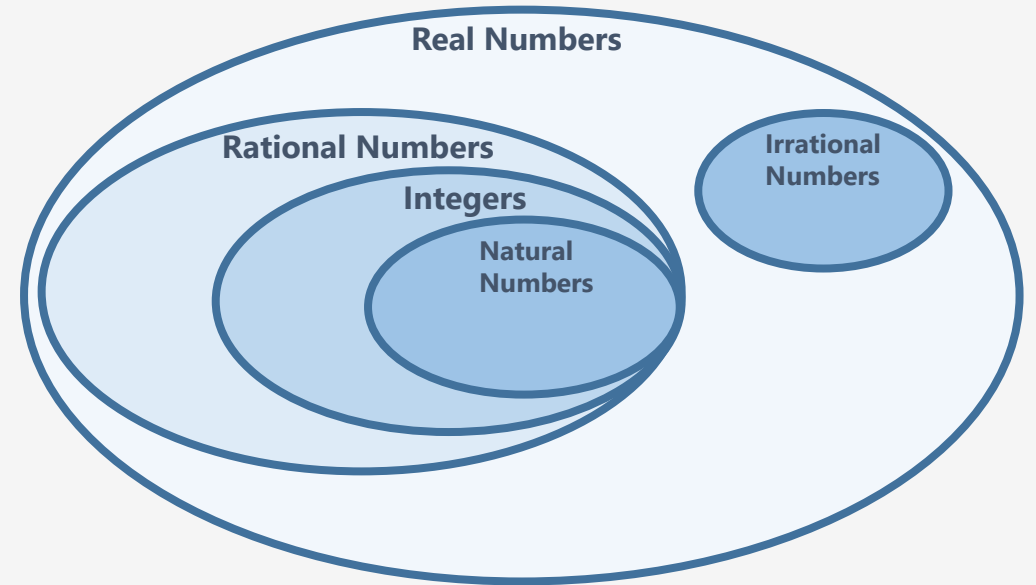 Real Numbers
Rational Numbers
Integers
Natural
Numbers
Irrational
Numbers